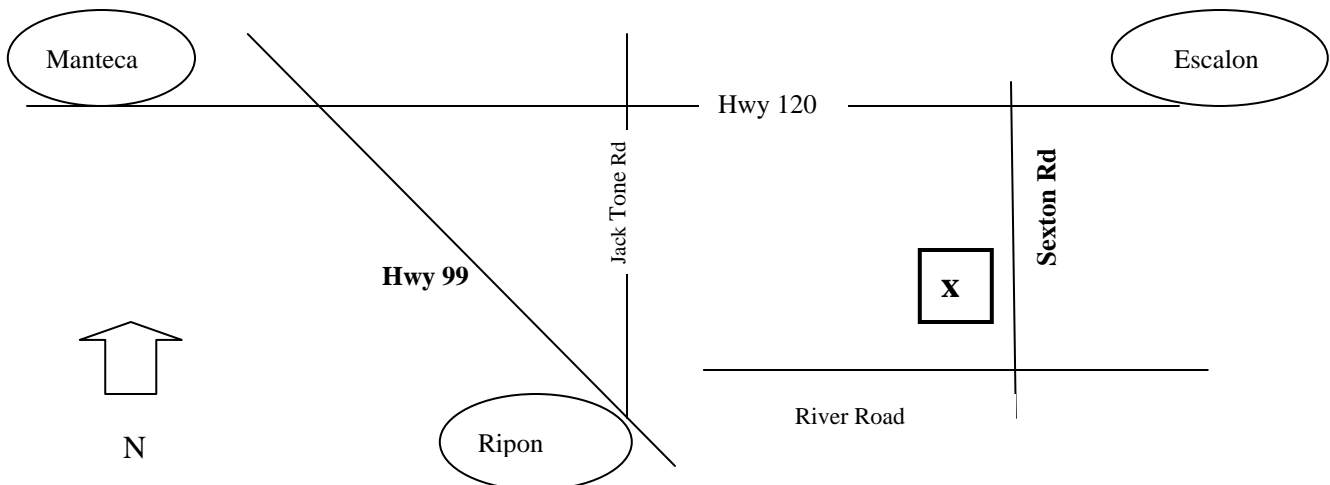 Manteca
Escalon
Hwy 120
Jack Tone Rd
Sexton Rd
Hwy 99
x
River Road
Ripon
N